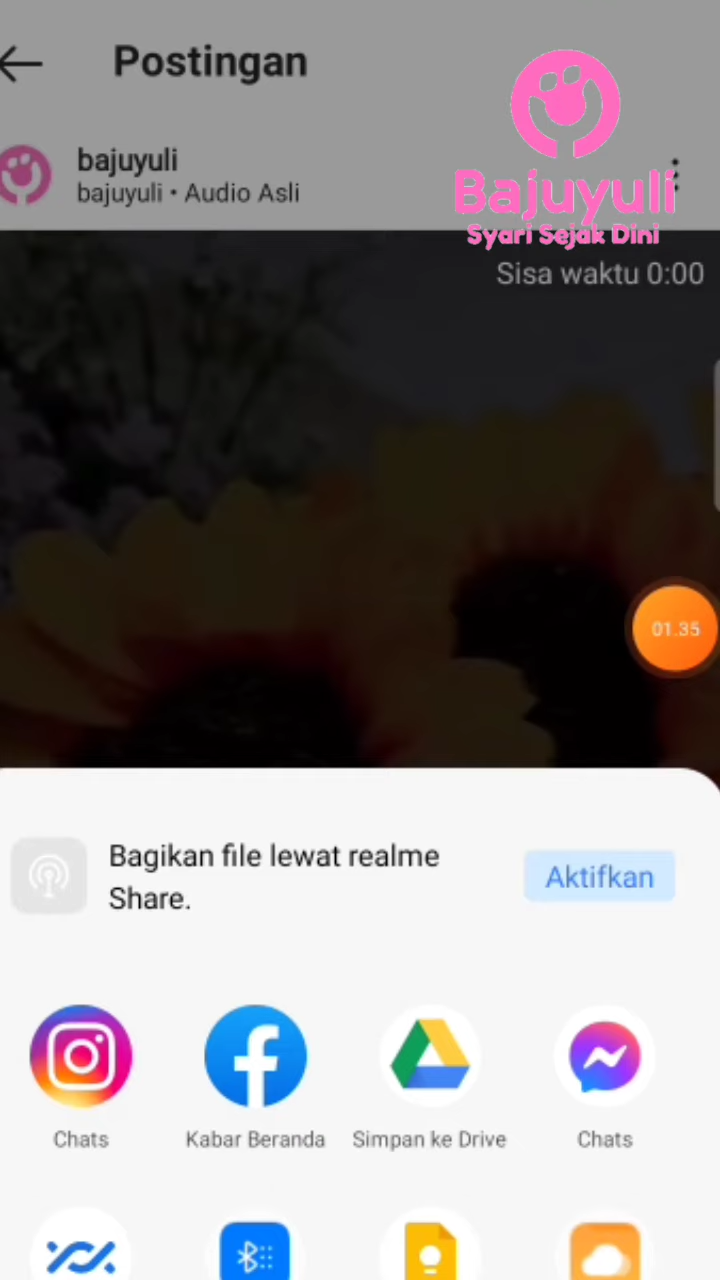 Postingan
bajuyuli
bajuyuli • Audio Asli
Bajuyuli
Syari Sejak Dini
Sisa waktu 0:00
01.35
Bagikan file lewat realme
Share.
Aktifkan
Chats
Kabar Beranda
Simpan ke Drive
Chats